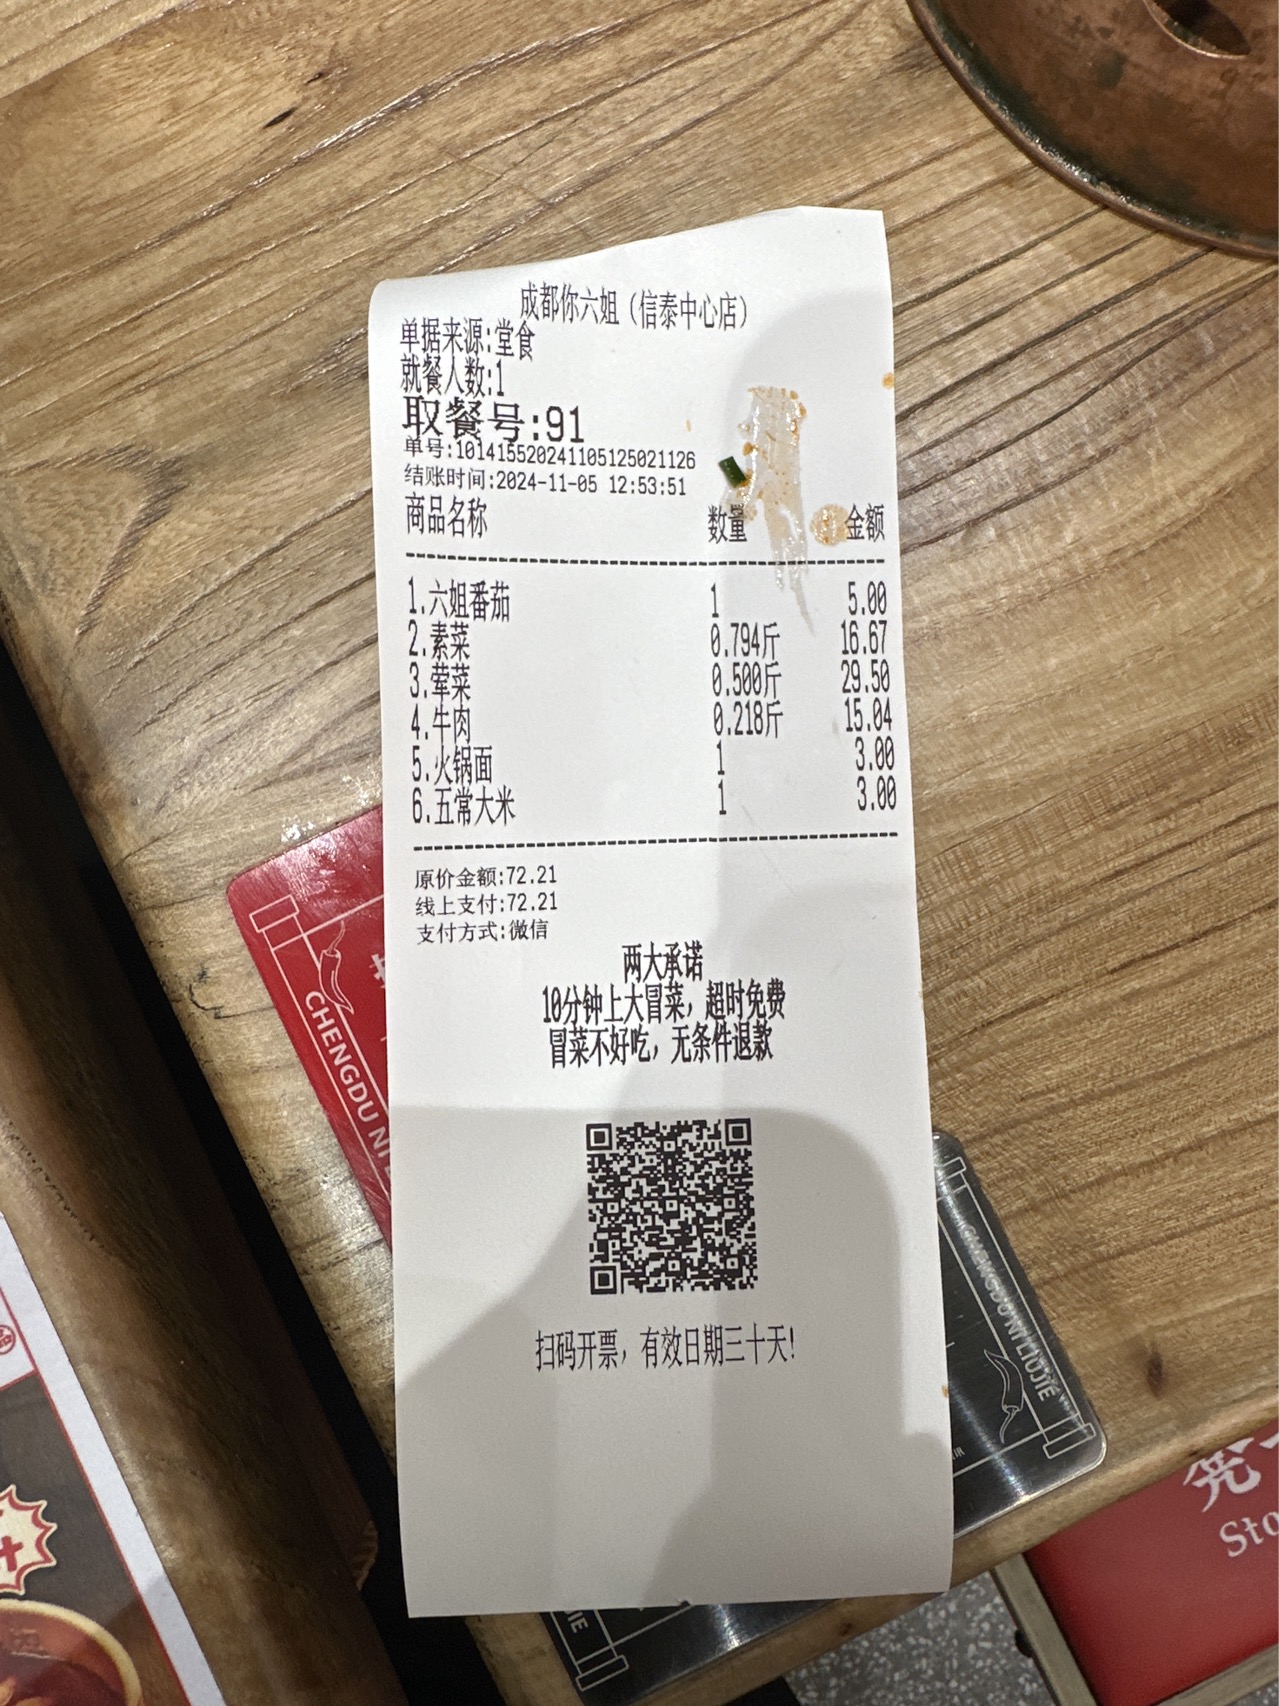 成都你六姐（信泰中心店）
单据来源:堂食
就餐人数:1
取餐号:91
单号:10141552024110512502​1126
结账时间:2024-11-05 12:53:51
商品名称 数量 金额
1.六姐番茄 1 5.00
2.素菜 0.794斤 16.67
3.荤菜 0.500斤 29.50
4.牛肉 0.218斤 15.04
5.火锅面 1 3.00
6.五常大米 1 3.00
原价金额:72.21
线上支付:72.21
支付方式:微信
两大承诺
10分钟上大冒菜，超时免费
冒菜不好吃，无条件退款
扫码开票，有效日期三十天!
CHENGDU NI
CHENGDU NI LIUJIE
Sto